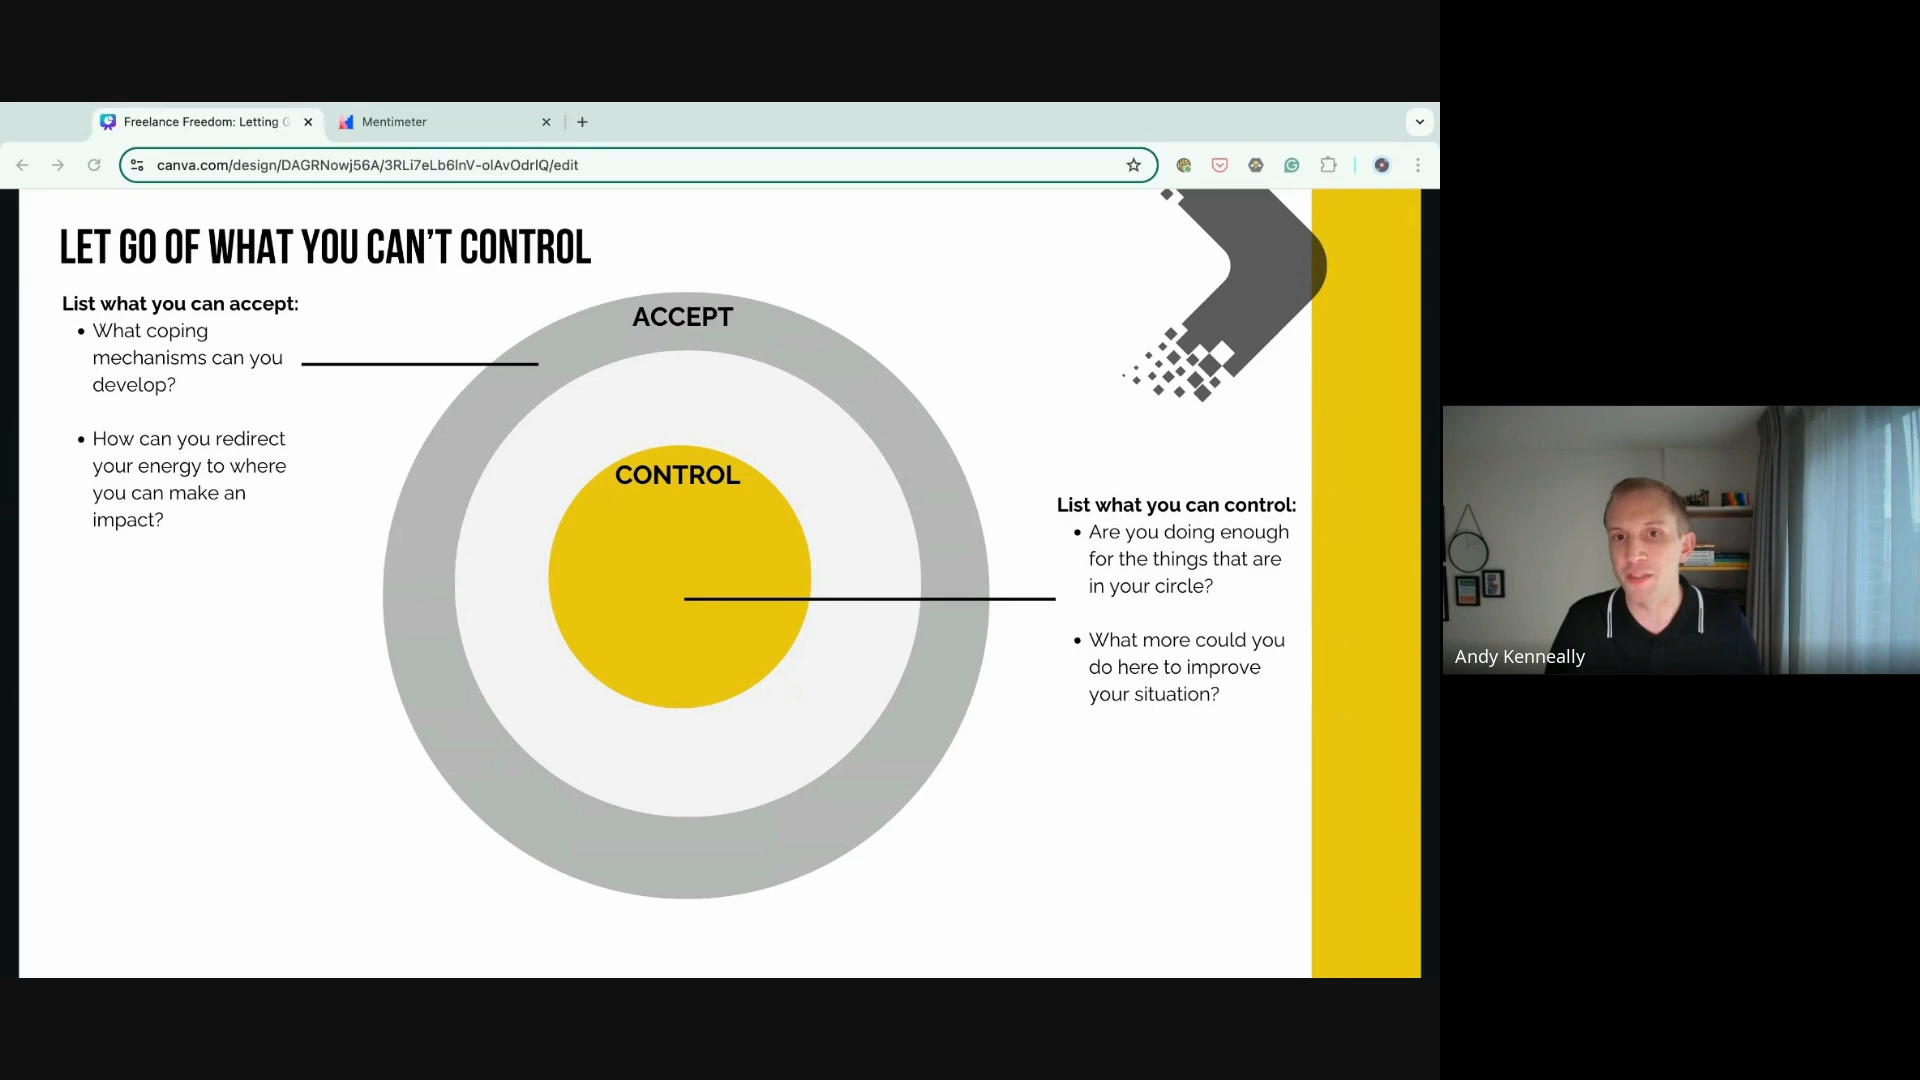 Freelance Freedom: Letting G
Mentimeter
canva.com/design/DAGRNowj56A/3RLi7eLb6lnV-olAvOdrlQ/edit
LET GO OF WHAT YOU CAN'T CONTROL
List what you can accept:
• What coping
mechanisms can you
develop?
• How can you redirect
your energy to where
you can make an
impact?
ACCEPT
CONTROL
List what you can control:
• Are you doing enough
for the things that are
in your circle?
• What more could you
do here to improve
your situation?
Andy Kenneally